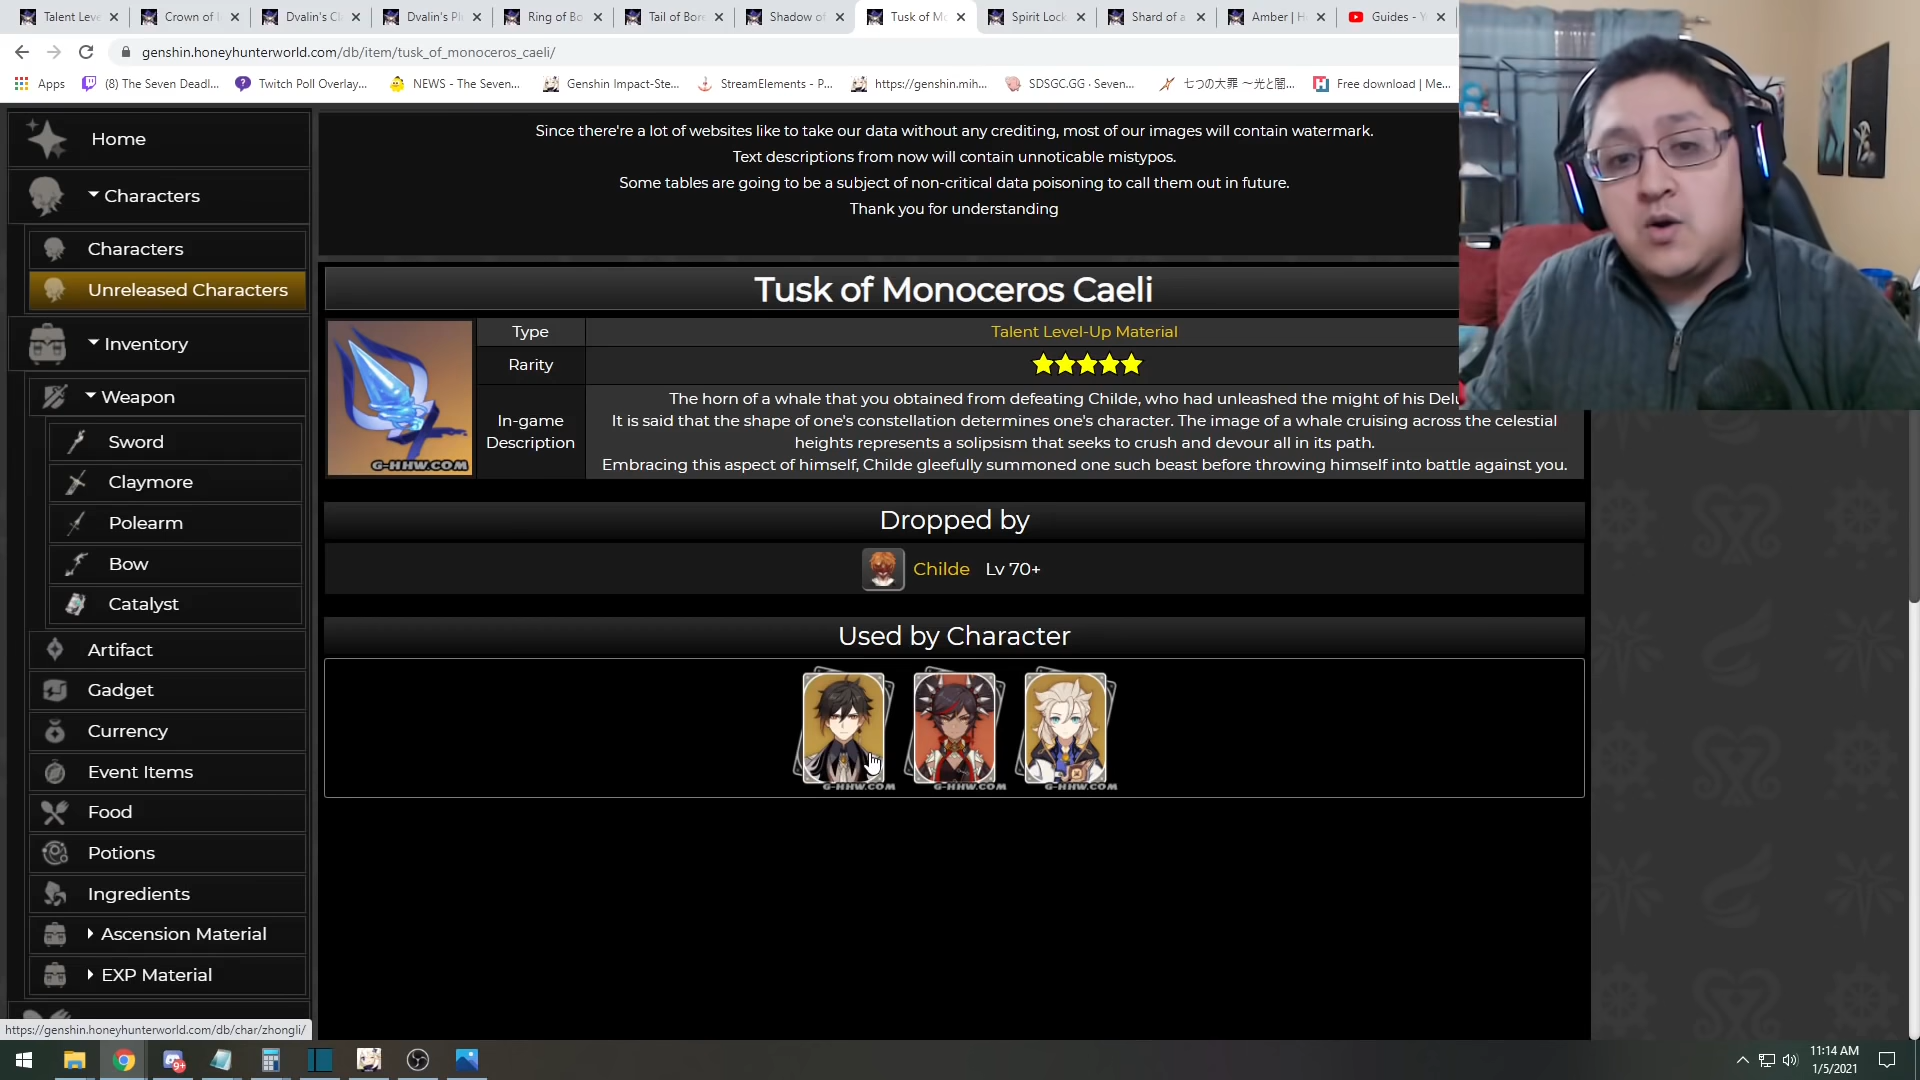 Talent Leve
Crown of I
Dvalin's Cl
Dvalin's Pl
Ring of Bo
Tail of Bore
Shadow of
Tusk of Mo
Spirit Lock
Shard of a
Amber | H
Guides - Y
genshin.honeyhunterworld.com/db/item/tusk_of_monoceros_caeli/
Apps
(8) The Seven Deadl...
Twitch Poll Overlay...
NEWS - The Seven...
Genshin Impact-Ste...
StreamElements - P...
https://genshin.mih...
SDSGC.GG · Seven...
七つの大罪 ~光と闇...
Free download | Me...
Home
Characters
Characters
Unreleased Characters
Inventory
Weapon
Sword
Claymore
Polearm
Bow
Catalyst
Artifact
Gadget
Currency
Event Items
Food
Potions
Ingredients
Ascension Material
EXP Material
Since there're a lot of websites like to take our data without any crediting, most of our images will contain watermark.
Text descriptions from now will contain unnoticable mistypos.
Some tables are going to be a subject of non-critical data poisoning to call them out in future.
Thank you for understanding
Tusk of Monoceros Caeli
G-HHW.COM
Type
Talent Level-Up Material
Rarity
In-game
Description
The horn of a whale that you obtained from defeating Childe, who had unleashed the might of his Delu
It is said that the shape of one's constellation determines one's character. The image of a whale cruising across the celestial
heights represents a solipsism that seeks to crush and devour all in its path.
Embracing this aspect of himself, Childe gleefully summoned one such beast before throwing himself into battle against you.
Dropped by
Childe Lv 70+
Used by Character
G-HHW.COM
G-HHW.COM
G-HHW.COM
https://genshin.honeyhunterworld.com/db/char/zhongli/
9+
11:14 AM
1/5/2021